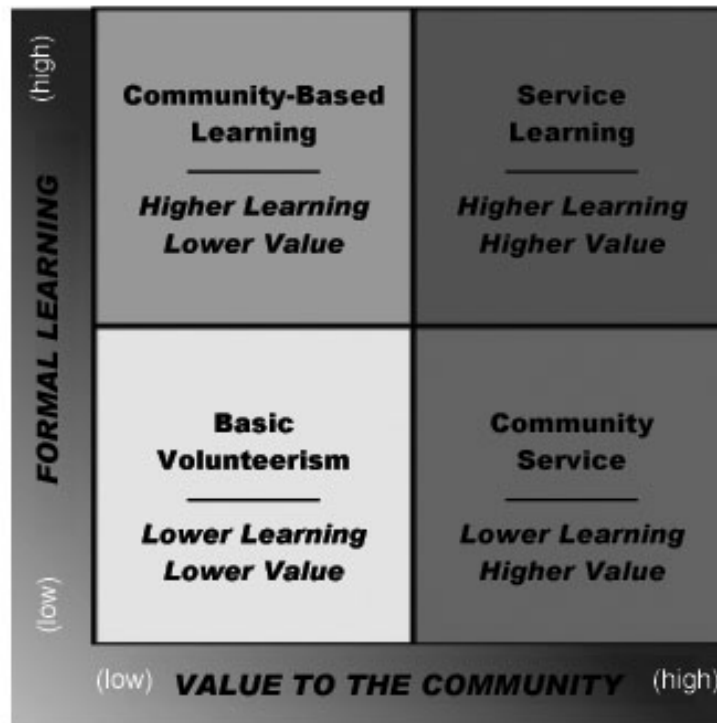 (high)
FORMAL LEARNING
(low)
Community-Based
Learning
Higher Learning
Lower Value
Service
Learning
Higher Learning
Higher Value
Basic
Volunteerism
Lower Learning
Lower Value
Community
Service
Lower Learning
Higher Value
(low) VALUE TO THE COMMUNITY (high)